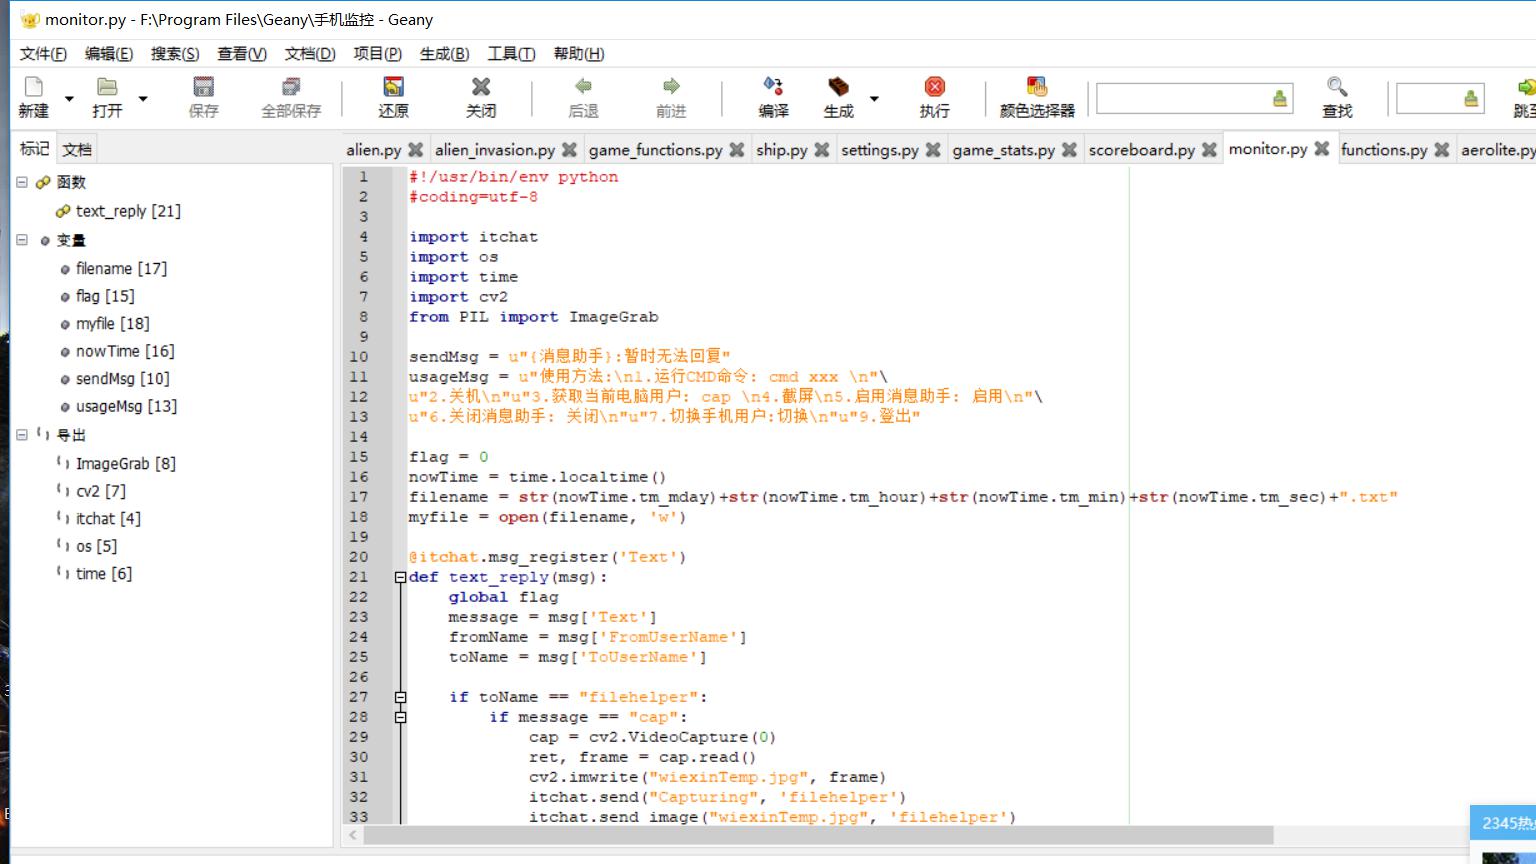 monitor.py - F:\Program Files\Geany\手机监控 - Geany
文件(F) 编辑(E) 搜索(S) 查看(V) 文档(D) 项目(P) 生成(B) 工具(T) 帮助(H)
新建 打开 保存 全部保存 还原 关闭 后退 前进 编译 生成 执行 颜色选择器 查找 跳至
标记 文档
alien.py alien_invasion.py game_functions.py ship.py settings.py game_stats.py scoreboard.py monitor.py functions.py aerolite.py
函数
text_reply [21]
变量
filename [17]
flag [15]
myfile [18]
nowTime [16]
sendMsg [10]
usageMsg [13]
导出
ImageGrab [8]
cv2 [7]
itchat [4]
os [5]
time [6]
1 #!/usr/bin/env python
2 #coding=utf-8
3
4 import itchat
5 import os
6 import time
7 import cv2
8 from PIL import ImageGrab
9
10 sendMsg = u"{消息助手}:暂时无法回复"
11 usageMsg = u"使用方法:\n1.运行CMD命令: cmd xxx \n"\
12 u"2.关机\n"u"3.获取当前电脑用户: cap \n4.截屏\n5.启用消息助手: 启用\n"\
13 u"6.关闭消息助手: 关闭\n"u"7.切换手机用户:切换\n"u"9.登出"
14
15 flag = 0
16 nowTime = time.localtime()
17 filename = str(nowTime.tm_mday)+str(nowTime.tm_hour)+str(nowTime.tm_min)+str(nowTime.tm_sec)+".txt"
18 myfile = open(filename, 'w')
19
20 @itchat.msg_register('Text')
21 def text_reply(msg):
22 global flag
23 message = msg['Text']
24 fromName = msg['FromUserName']
25 toName = msg['ToUserName']
26
27 if toName == "filehelper":
28 if message == "cap":
29 cap = cv2.VideoCapture(0)
30 ret, frame = cap.read()
31 cv2.imwrite("wiexinTemp.jpg", frame)
32 itchat.send("Capturing", 'filehelper')
33 itchat.send_image("wiexinTemp.jpg", 'filehelper')
2345热